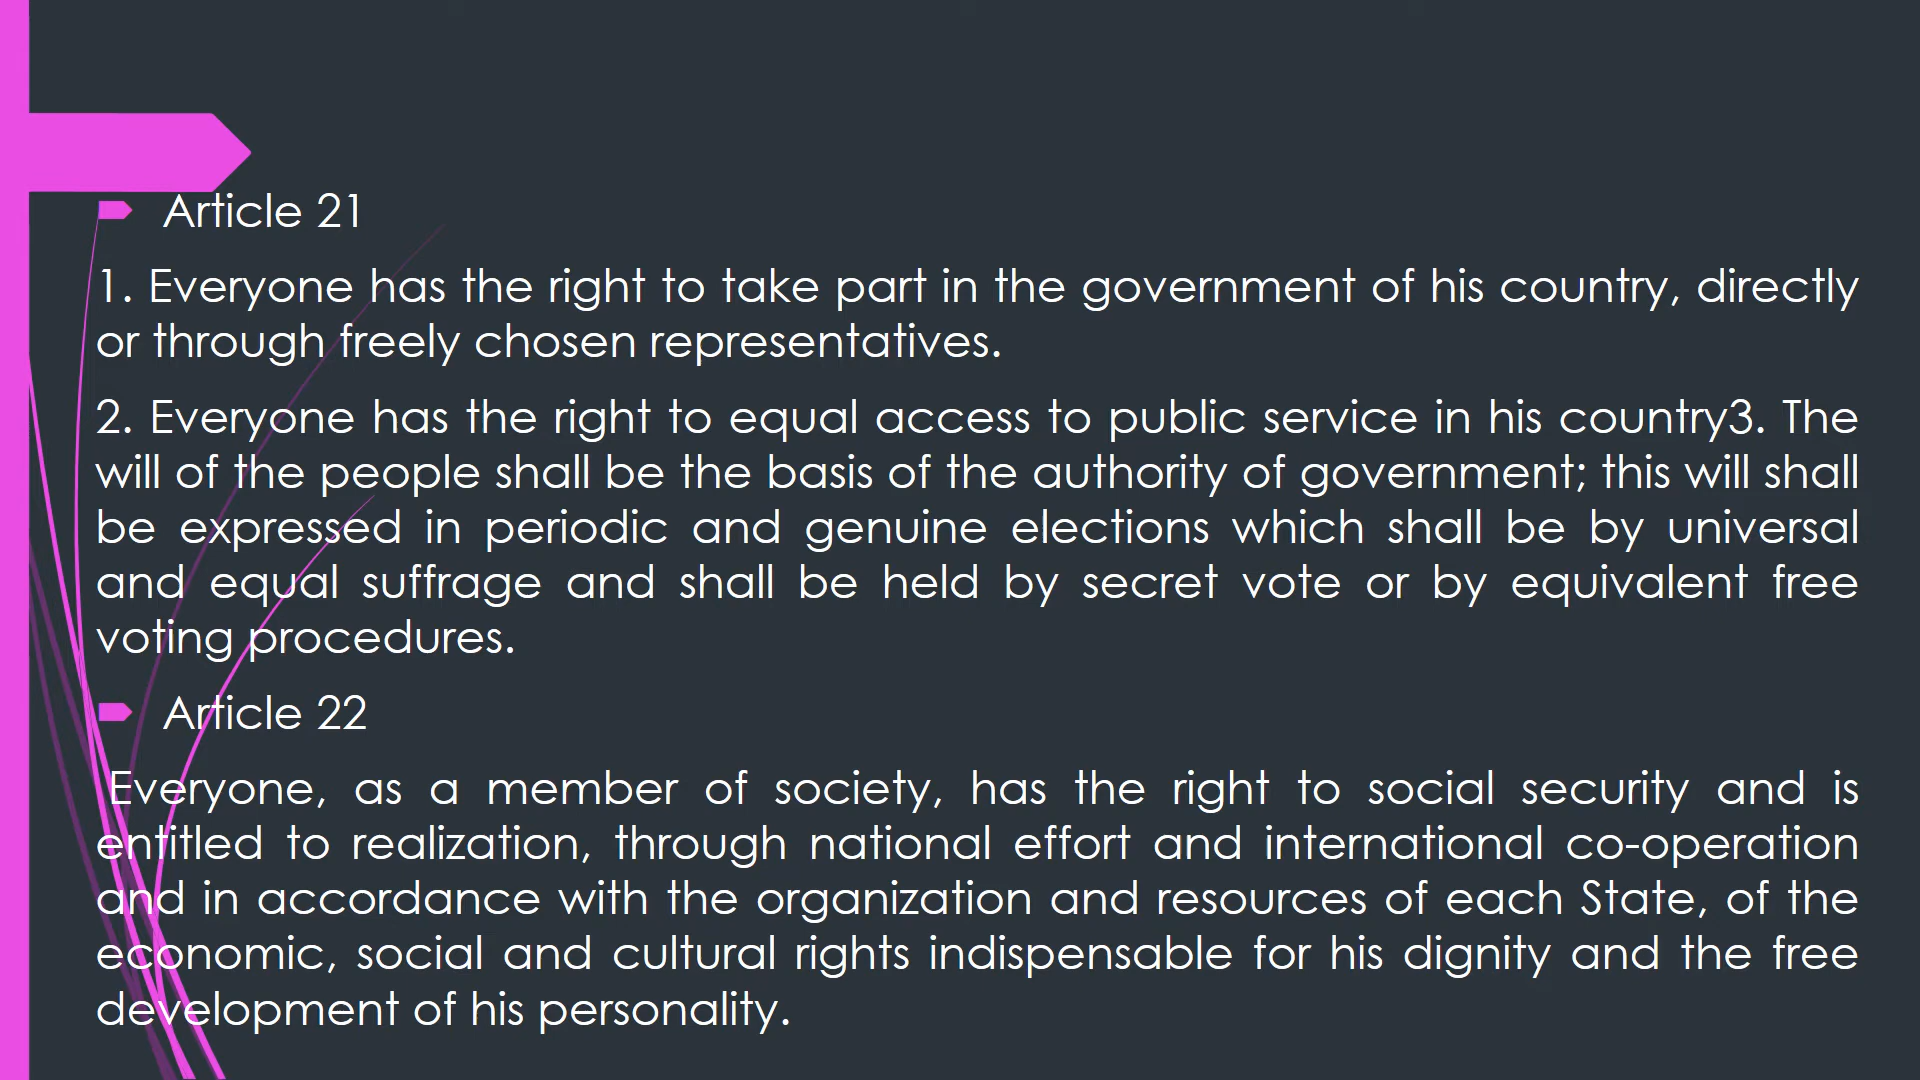 Article 21
1. Everyone has the right to take part in the government of his country, directly
or through freely chosen representatives.
2. Everyone has the right to equal access to public service in his country3. The
will of the people shall be the basis of the authority of government; this will shall
be expressed in periodic and genuine elections which shall be by universal
and equal suffrage and shall be held by secret vote or by equivalent free
voting procedures.
Article 22
Everyone, as a member of society, has the right to social security and is
entitled to realization, through national effort and international co-operation
and in accordance with the organization and resources of each State, of the
economic, social and cultural rights indispensable for his dignity and the free
development of his personality.